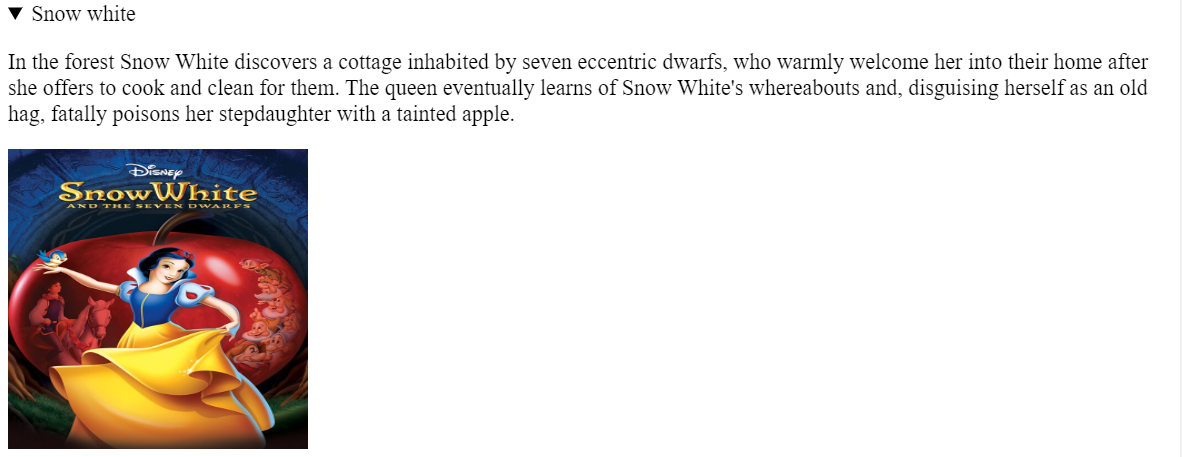 Snow white
In the forest Snow White discovers a cottage inhabited by seven eccentric dwarfs, who warmly welcome her into their home after
she offers to cook and clean for them. The queen eventually learns of Snow White's whereabouts and, disguising herself as an old
hag, fatally poisons her stepdaughter with a tainted apple.
Disney
Snow White
AND THE SEVEN DWARFS